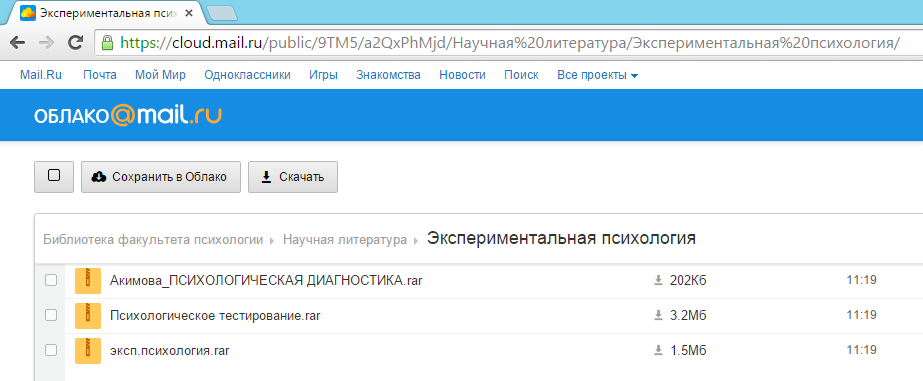 Экспериментальная псих
https://cloud.mail.ru/public/9TM5/a2QxPhMjd/Научная%20литература/Экспериментальная%20психология/
Mail.Ru Почта Мой Мир Одноклассники Игры Знакомства Новости Поиск Все проекты
ОБЛАКО@mail.ru
Сохранить в Облако Скачать
Библиотека факультета психологии Научная литература Экспериментальная психология
Акимова_ПСИХОЛОГИЧЕСКАЯ ДИАГНОСТИКА.rar 202Кб 11:19
Психологическое тестирование.rar 3.2Мб 11:19
эксп.психология.rar 1.5Мб 11:19